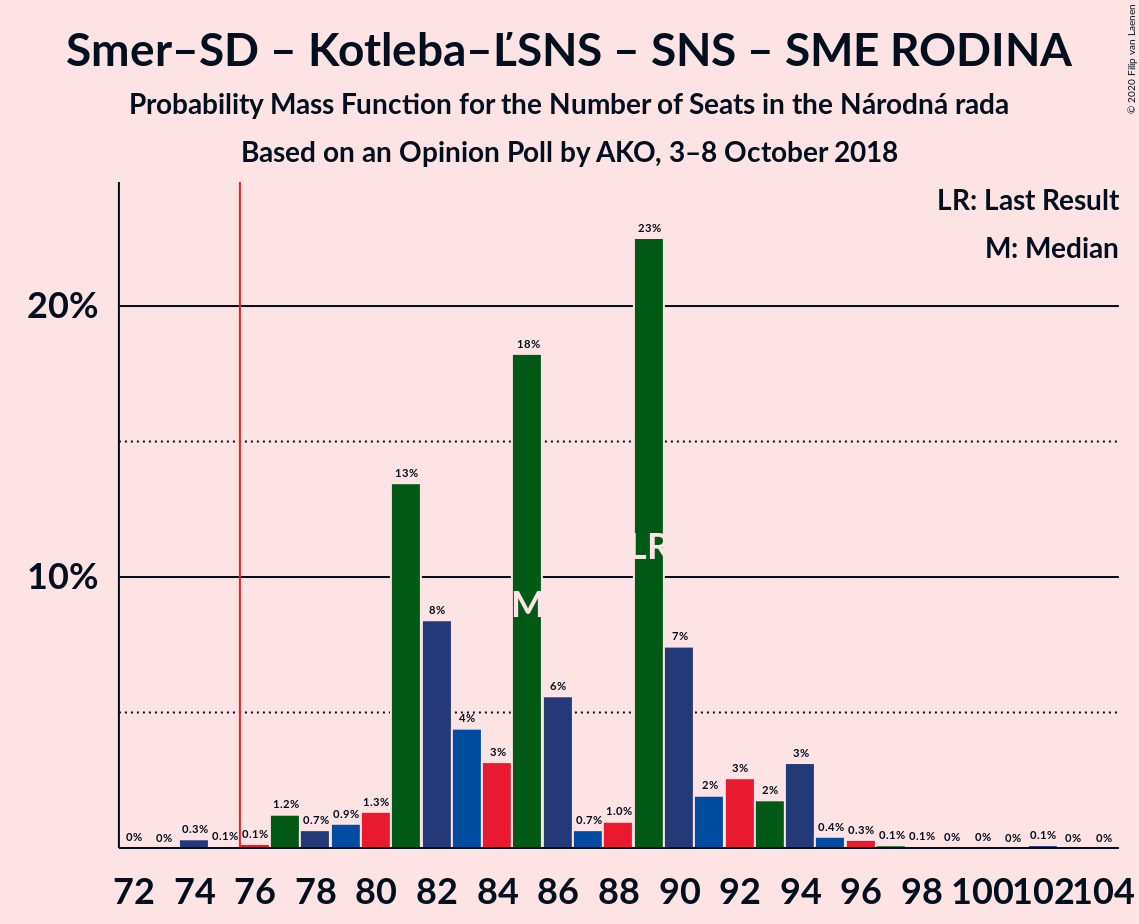 Smer–SD – Kotleba–ĽSNS – SNS – SME RODINA
Probability Mass Function for the Number of Seats in the Národná rada
Based on an Opinion Poll by AKO, 3–8 October 2018
© 2020 Filip van Laenen
LR: Last Result
M: Median
20%
10%
0% 0% 0.3% 0.1% 0.1% 1.2% 0.7% 0.9% 1.3% 13% 8% 4% 3% 18% 6% 0.7% 1.0% 23% 7% 2% 3% 2% 3% 0.4% 0.3% 0.1% 0.1% 0% 0% 0% 0.1% 0% 0%
LR
M
72 74 76 78 80 82 84 86 88 90 92 94 96 98 100 102 104